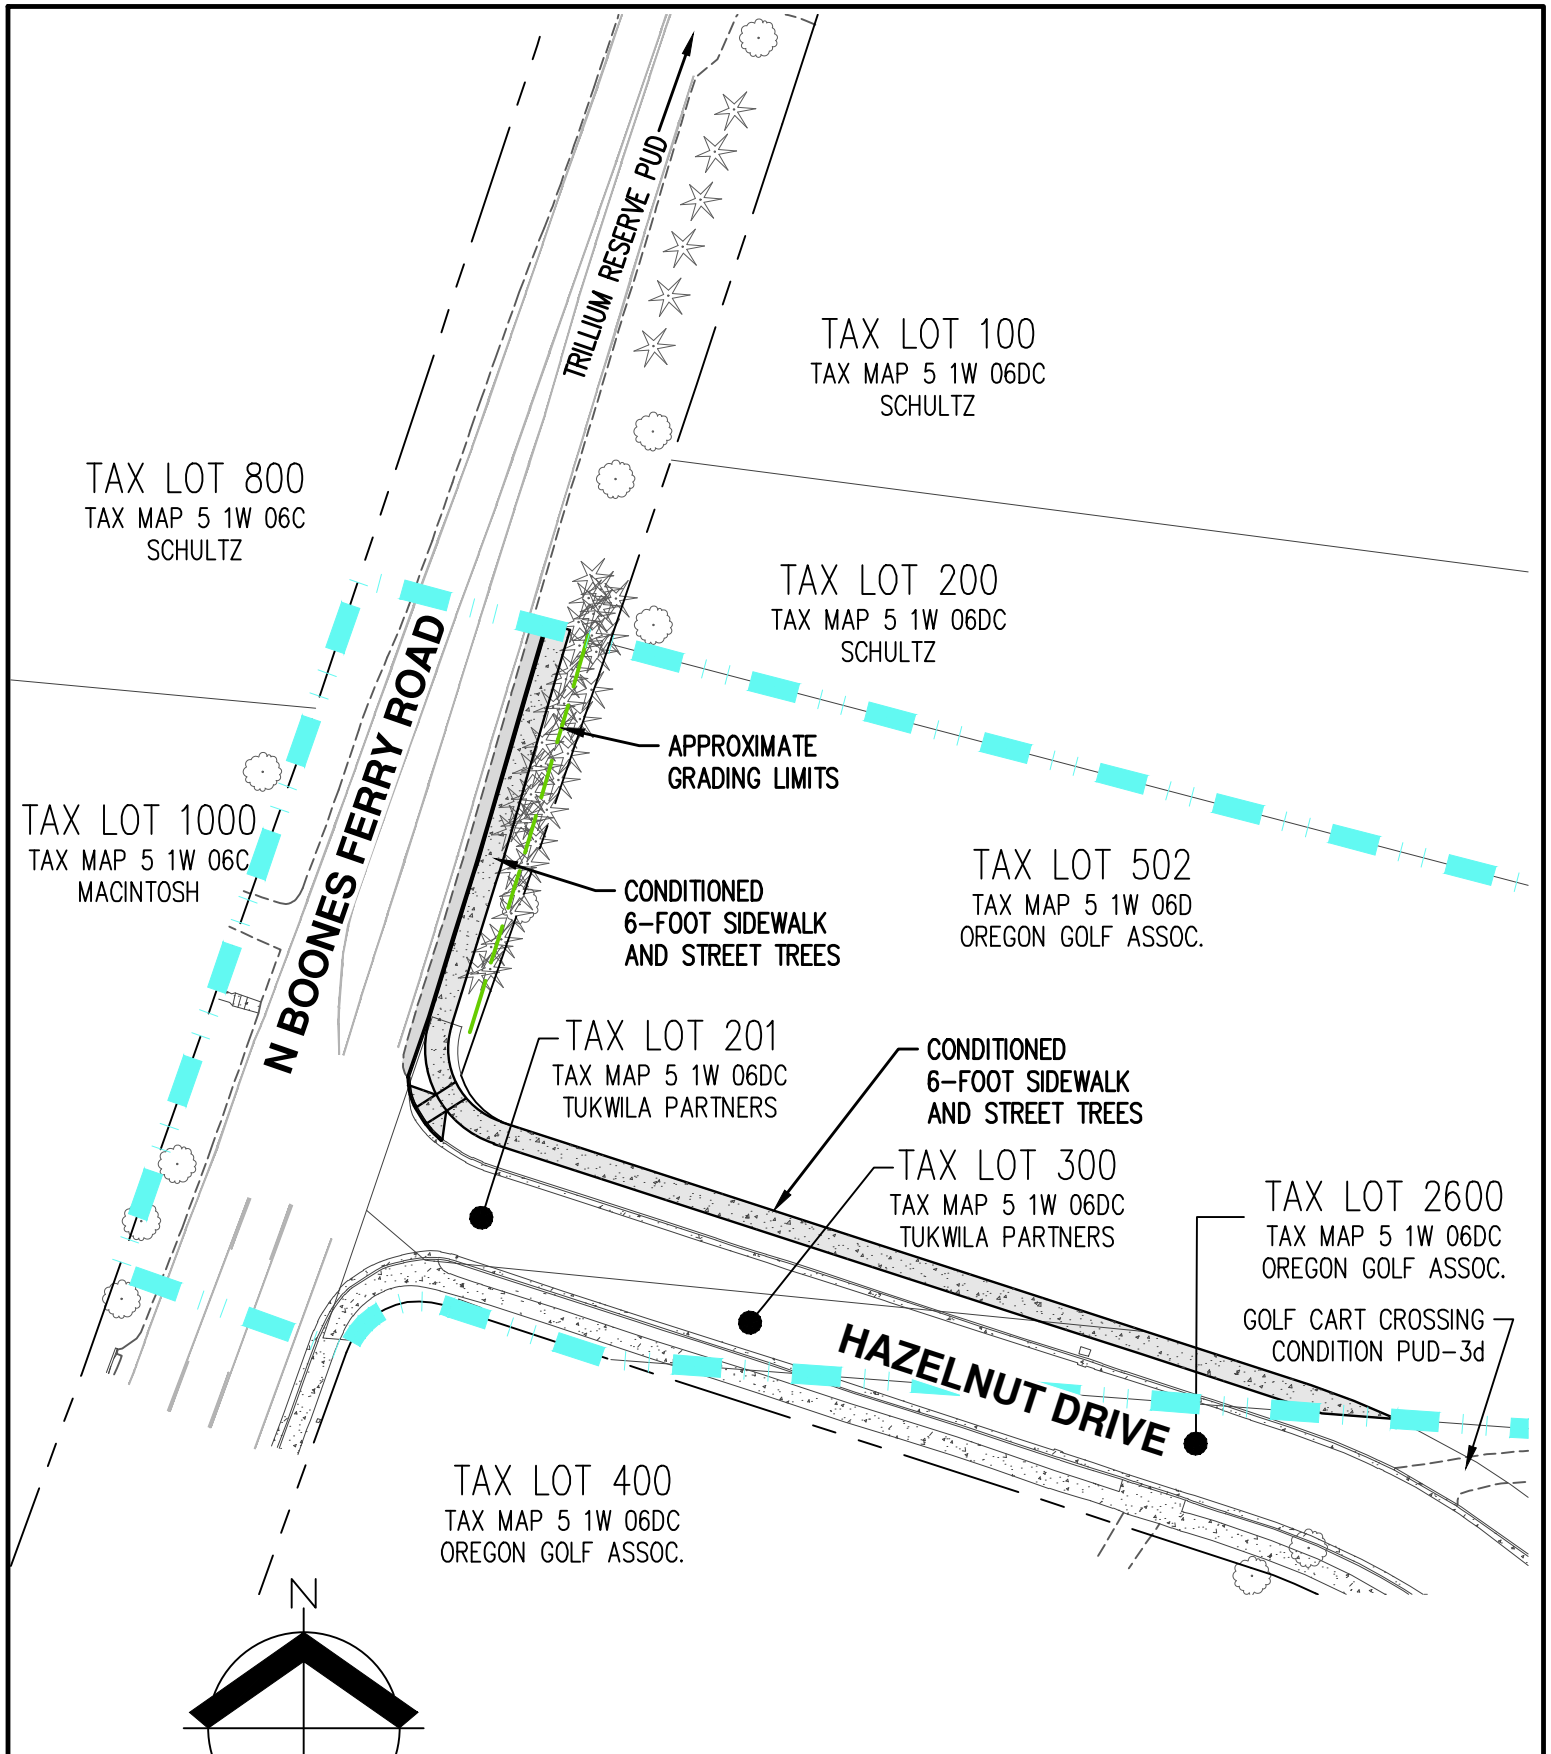 TRILLIUM RESERVE PUD
TAX LOT 100
TAX MAP 5 1W 06DC
SCHULTZ
TAX LOT 800
TAX MAP 5 1W 06C
SCHULTZ
TAX LOT 200
TAX MAP 5 1W 06DC
SCHULTZ
N BOONES FERRY ROAD
APPROXIMATE
GRADING LIMITS
TAX LOT 1000
TAX MAP 5 1W 06C
MACINTOSH
CONDITIONED
6-FOOT SIDEWALK
AND STREET TREES
TAX LOT 502
TAX MAP 5 1W 06D
OREGON GOLF ASSOC.
TAX LOT 201
TAX MAP 5 1W 06DC
TUKWILA PARTNERS
CONDITIONED
6-FOOT SIDEWALK
AND STREET TREES
TAX LOT 300
TAX MAP 5 1W 06DC
TUKWILA PARTNERS
TAX LOT 2600
TAX MAP 5 1W 06DC
OREGON GOLF ASSOC.
GOLF CART CROSSING
CONDITION PUD-3d
HAZELNUT DRIVE
TAX LOT 400
TAX MAP 5 1W 06DC
OREGON GOLF ASSOC.
N